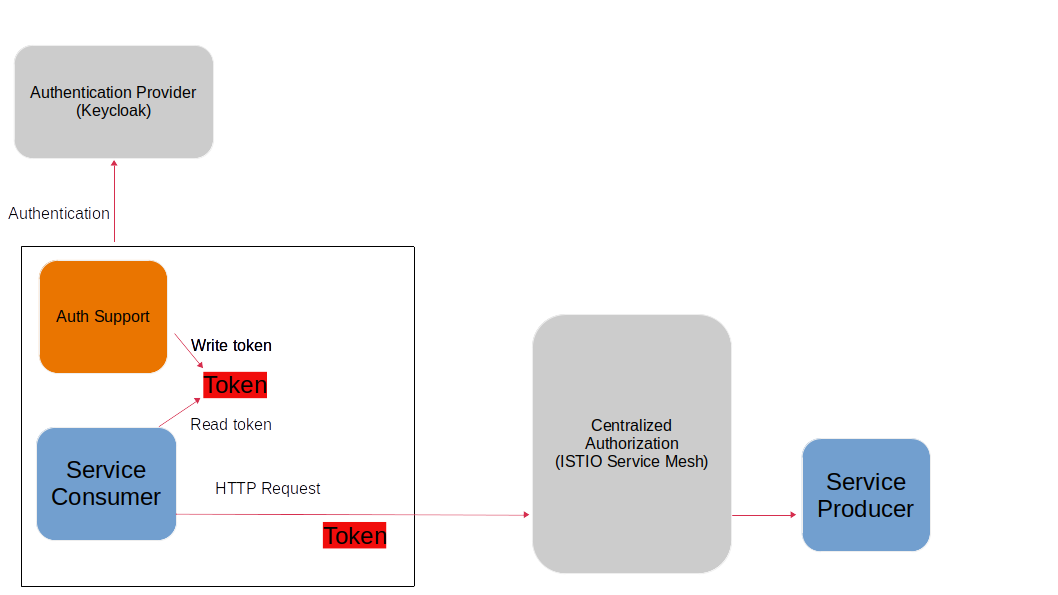 Authentication Provider
(Keycloak)
Authentication
Auth Support
Write token
Token
Read token
Service
Consumer
HTTP Request
Token
Centralized
Authorization
(ISTIO Service Mesh)
Service
Producer